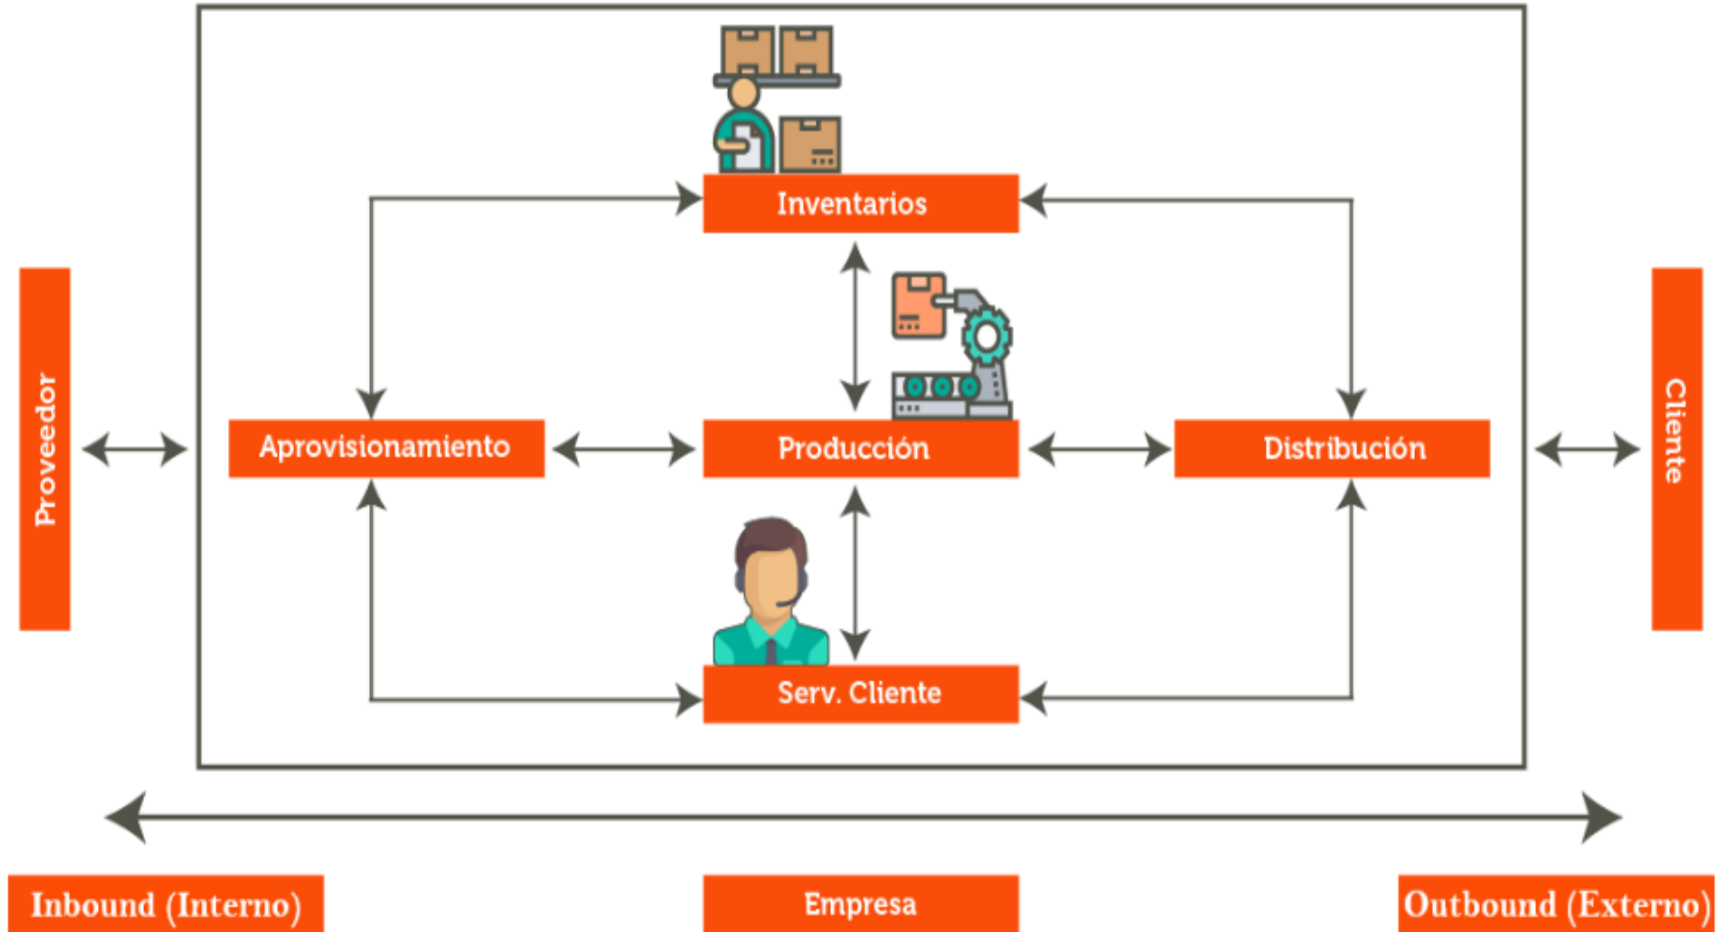 Inventarios
Proveedor
Aprovisionamiento
Producción
Distribución
Cliente
Serv. Cliente
Inbound (Interno)
Empresa
Outbound (Externo)